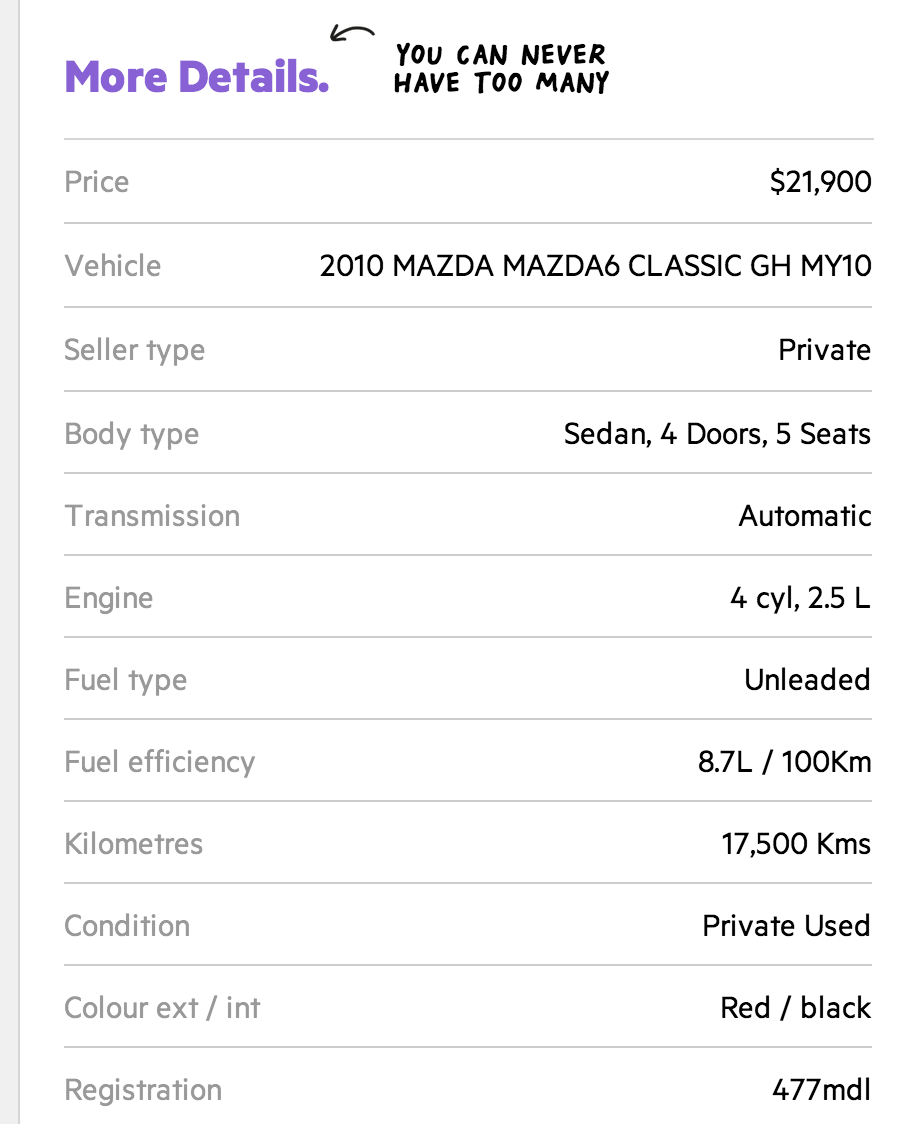 More Details.
YOU CAN NEVER
HAVE TOO MANY
Price $21,900
Vehicle 2010 MAZDA MAZDA6 CLASSIC GH MY10
Seller type Private
Body type Sedan, 4 Doors, 5 Seats
Transmission Automatic
Engine 4 cyl, 2.5 L
Fuel type Unleaded
Fuel efficiency 8.7L / 100Km
Kilometres 17,500 Kms
Condition Private Used
Colour ext / int Red / black
Registration 477mdl